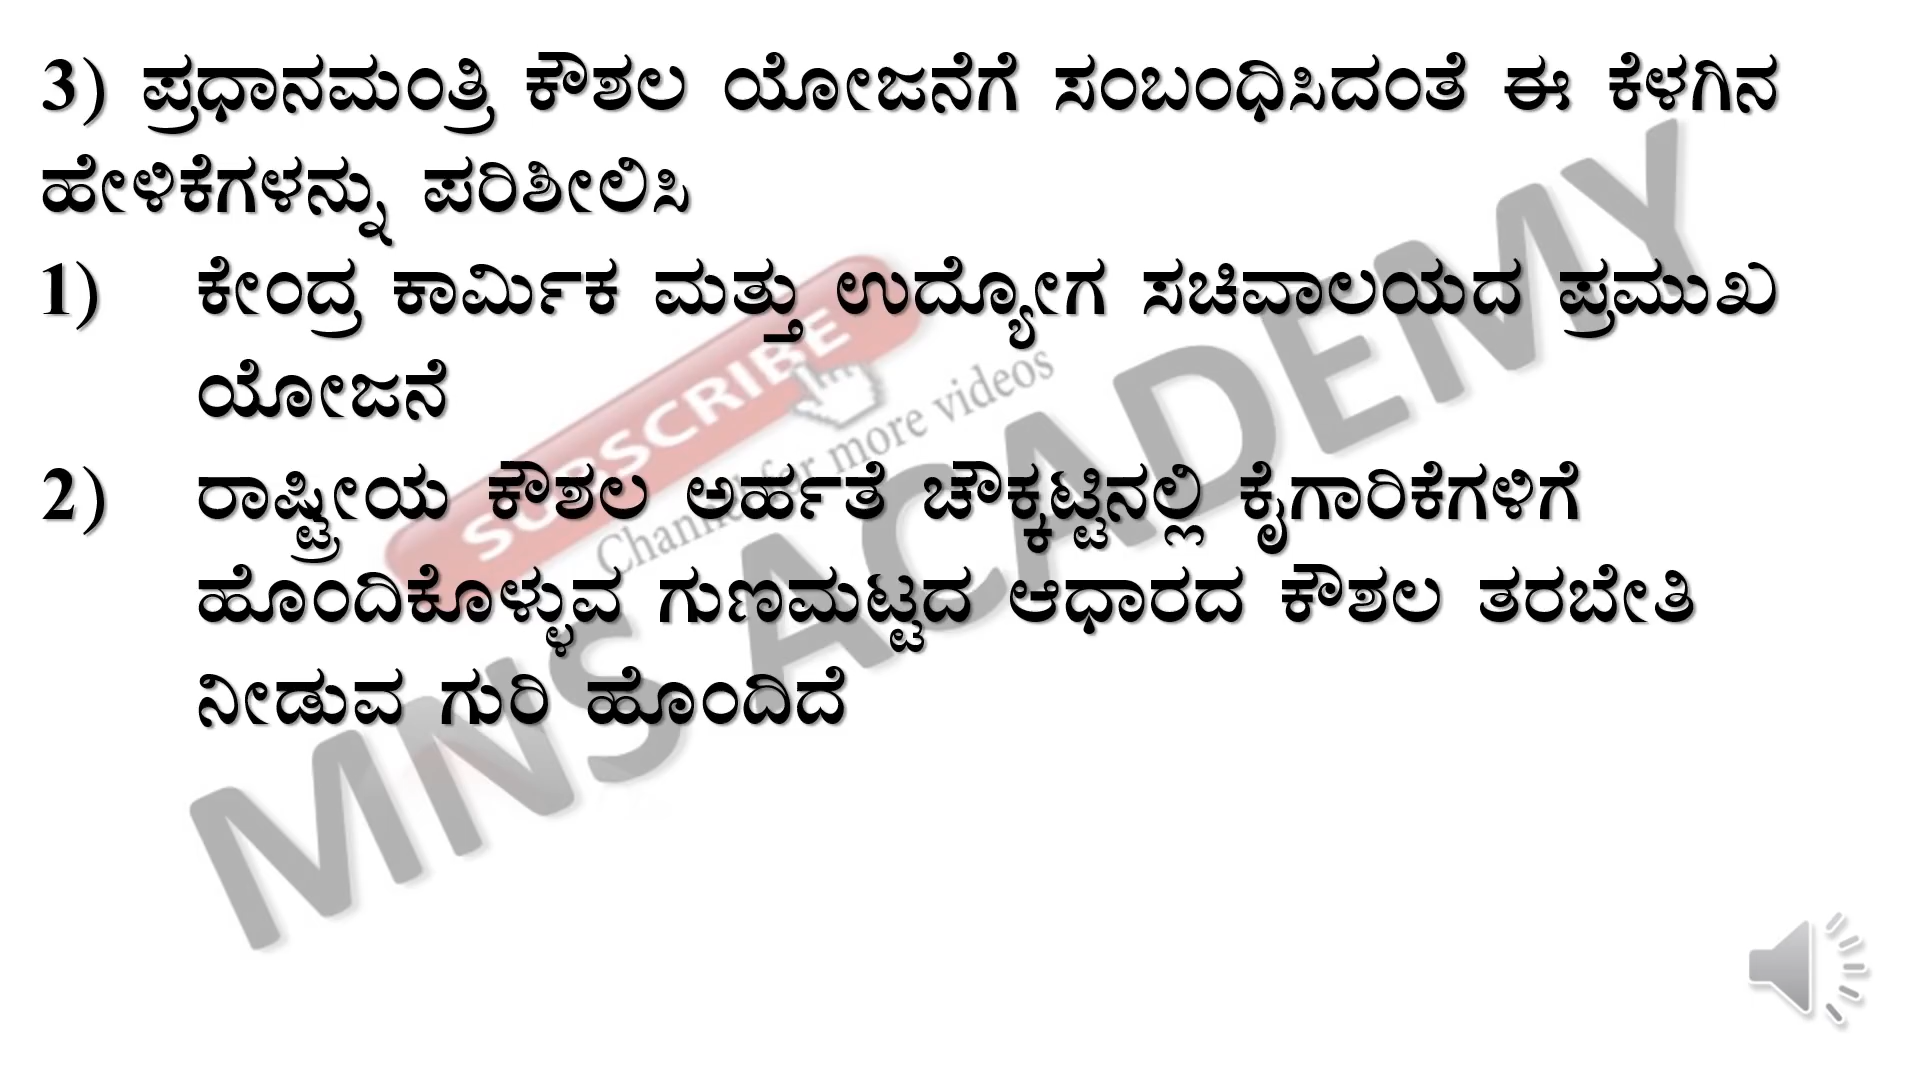 3) ಪ್ರಧಾನಮಂತ್ರಿ ಕೌಶಲ ಯೋಜನೆಗೆ ಸಂಬಂಧಿಸಿದಂತೆ ಈ ಕೆಳಗಿನ
ಹೇಳಿಕೆಗಳನ್ನು ಪರಿಶೀಲಿಸಿ
1) ಕೇಂದ್ರ ಕಾರ್ಮಿಕ ಮತ್ತು ಉದ್ಯೋಗ ಸಚಿವಾಲಯದ ಪ್ರಮುಖ
ಯೋಜನೆ
2) ರಾಷ್ಟ್ರೀಯ ಕೌಶಲ ಅರ್ಹತೆ ಚೌಕ್ಕಟ್ಟಿನಲ್ಲಿ ಕೈಗಾರಿಕೆಗಳಿಗೆ
ಹೊಂದಿಕೊಳ್ಳುವ ಗುಣಮಟ್ಟದ ಆಧಾರದ ಕೌಶಲ ತರಬೇತಿ
ನೀಡುವ ಗುರಿ ಹೊಂದಿದೆ
SUBSCRIBE
Channel for more videos
MNS ACADEMY